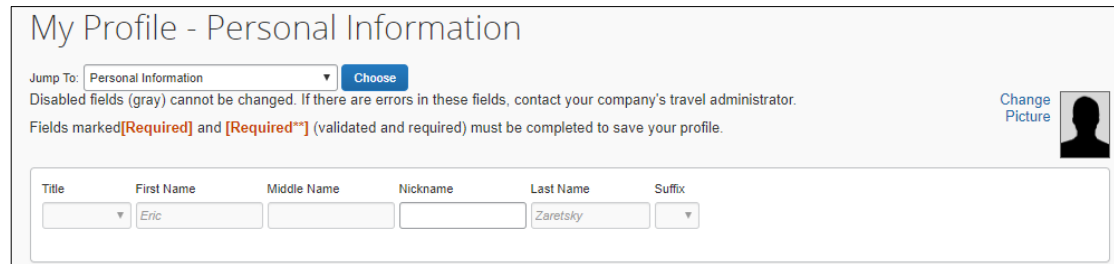 My Profile - Personal Information
Jump To: Personal Information Choose
Disabled fields (gray) cannot be changed. If there are errors in these fields, contact your company's travel administrator.
Change
Picture
Fields marked[Required] and [Required**] (validated and required) must be completed to save your profile.
Title First Name Middle Name Nickname Last Name Suffix
Eric Zaretsky